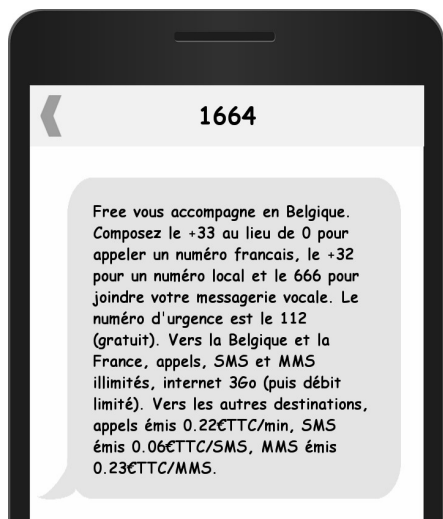 1664
Free vous accompagne en Belgique.
Composez le +33 au lieu de 0 pour
appeler un numéro francais, le +32
pour un numéro local et le 666 pour
joindre votre messagerie vocale. Le
numéro d'urgence est le 112
(gratuit). Vers la Belgique et la
France, appels, SMS et MMS
illimités, internet 3Go (puis débit
limité). Vers les autres destinations,
appels émis 0.22€TTC/min, SMS
émis 0.06€TTC/SMS, MMS émis
0.23€TTC/MMS.